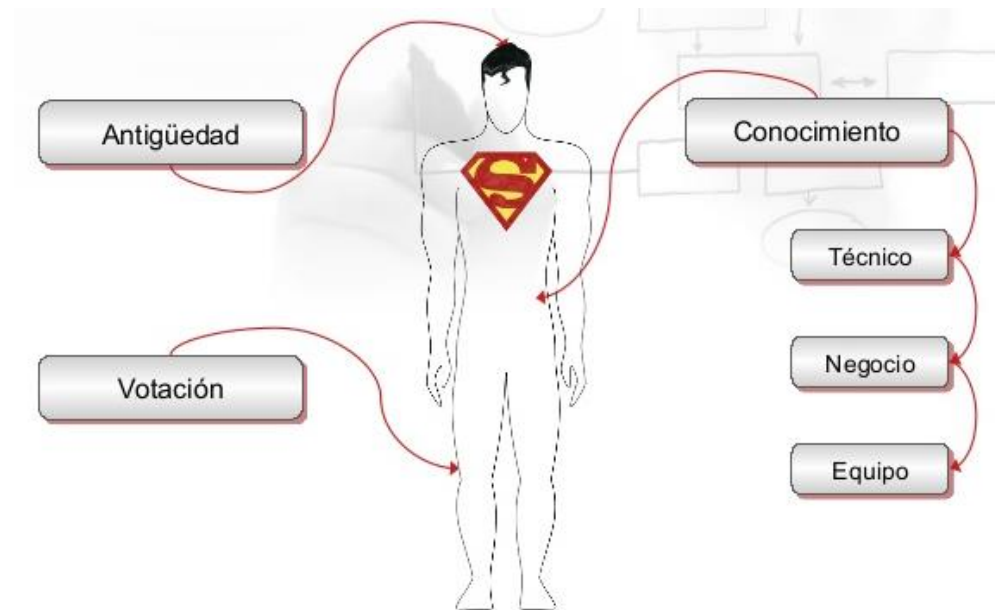 Antigüedad
Conocimiento
Técnico
Negocio
Equipo
Votación
S